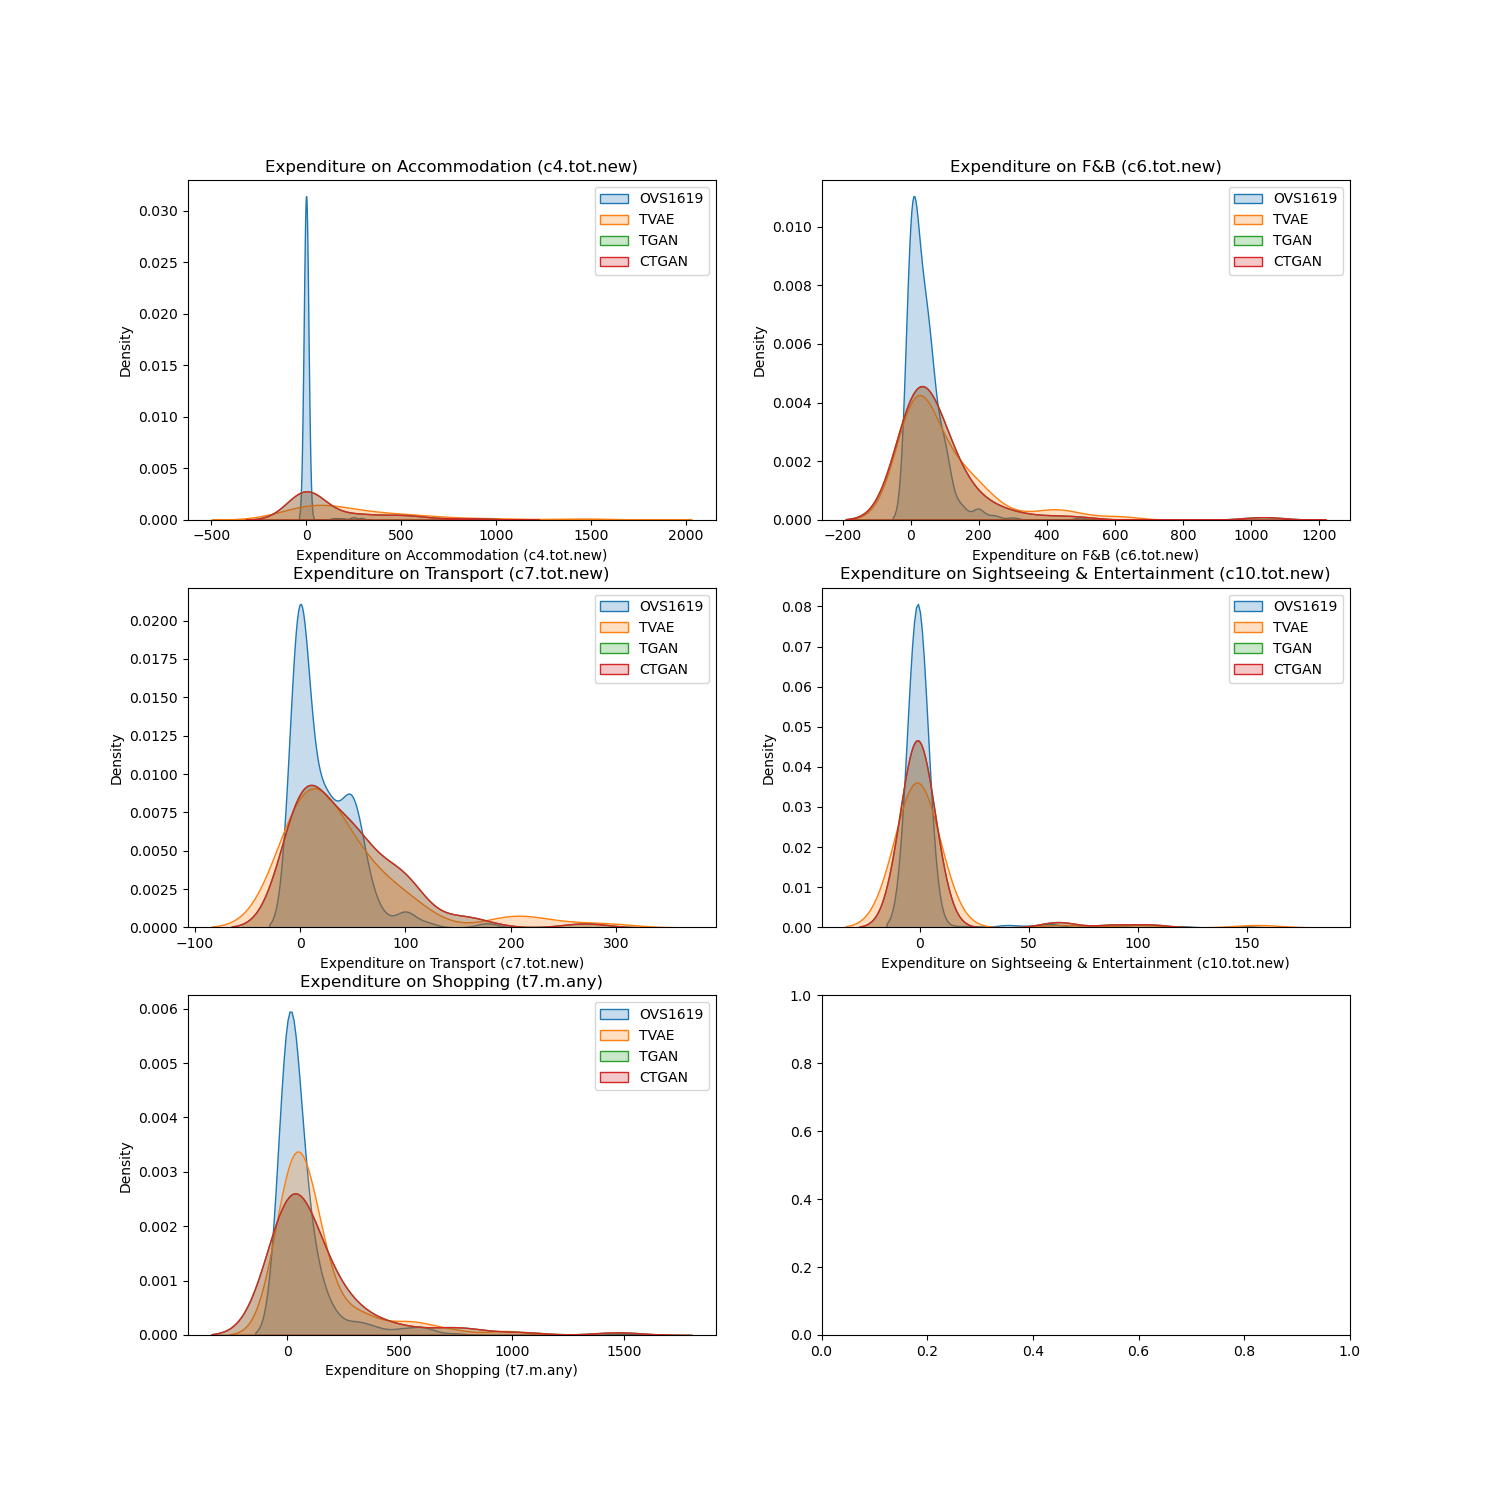 Expenditure on Accommodation (c4.tot.new)
Density
0.030
0.025
0.020
0.015
0.010
0.005
0.000
OVS1619
TVAE
TGAN
CTGAN
−500 0 500 1000 1500 2000
Expenditure on Accommodation (c4.tot.new)
Expenditure on F&B (c6.tot.new)
Density
0.010
0.008
0.006
0.004
0.002
0.000
OVS1619
TVAE
TGAN
CTGAN
−200 0 200 400 600 800 1000 1200
Expenditure on F&B (c6.tot.new)
Expenditure on Transport (c7.tot.new)
Density
0.0200
0.0175
0.0150
0.0125
0.0100
0.0075
0.0050
0.0025
0.0000
OVS1619
TVAE
TGAN
CTGAN
−100 0 100 200 300
Expenditure on Transport (c7.tot.new)
Expenditure on Sightseeing & Entertainment (c10.tot.new)
Density
0.08
0.07
0.06
0.05
0.04
0.03
0.02
0.01
0.00
OVS1619
TVAE
TGAN
CTGAN
0 50 100 150
Expenditure on Sightseeing & Entertainment (c10.tot.new)
Expenditure on Shopping (t7.m.any)
Density
0.006
0.005
0.004
0.003
0.002
0.001
0.000
OVS1619
TVAE
TGAN
CTGAN
0 500 1000 1500
Expenditure on Shopping (t7.m.any)
1.0
0.8
0.6
0.4
0.2
0.0
0.0 0.2 0.4 0.6 0.8 1.0